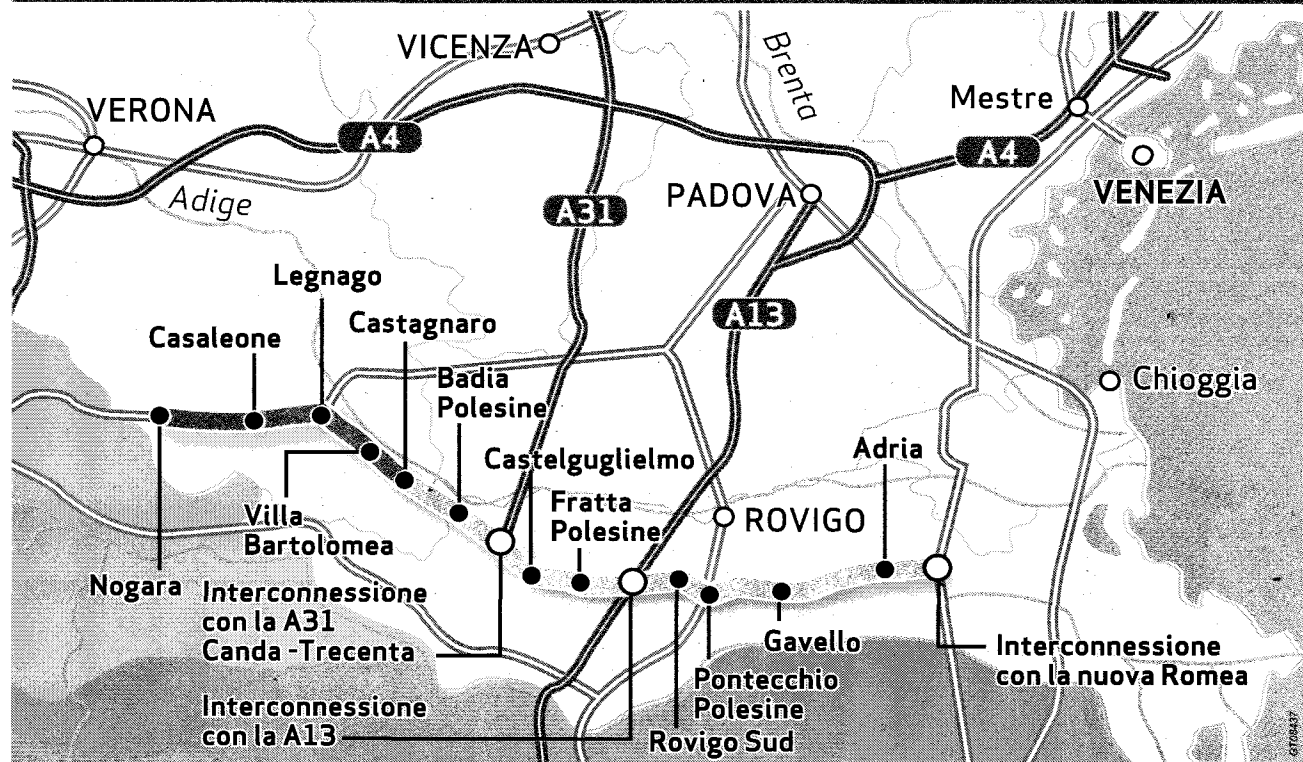 VICENZA
Brenta
Mestre
VERONA
A4
A4
VENEZIA
Adige
PADOVA
A31
Legnago
A13
Castagnaro
Casaleone
Badia
Polesine
Chioggia
Castelguglielmo
Adria
Fratta
Polesine
ROVIGO
Villa
Bartolomea
Nogara
Interconnessione
con la A31
Canda -Trecenta
Gavello
Interconnessione
con la nuova Romea
Pontecchio
Polesine
Interconnessione
con la A13
Rovigo Sud
GT08437